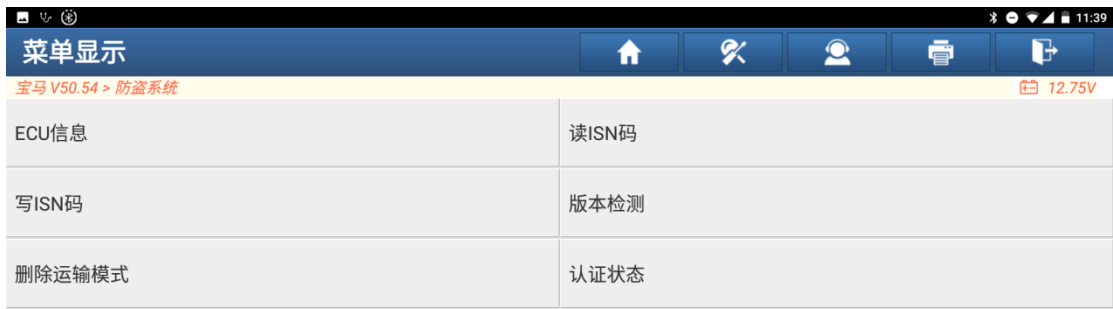 11:39
菜单显示
宝马 V50.54 > 防盗系统 12.75V
ECU信息 读ISN码
写ISN码 版本检测
删除运输模式 认证状态